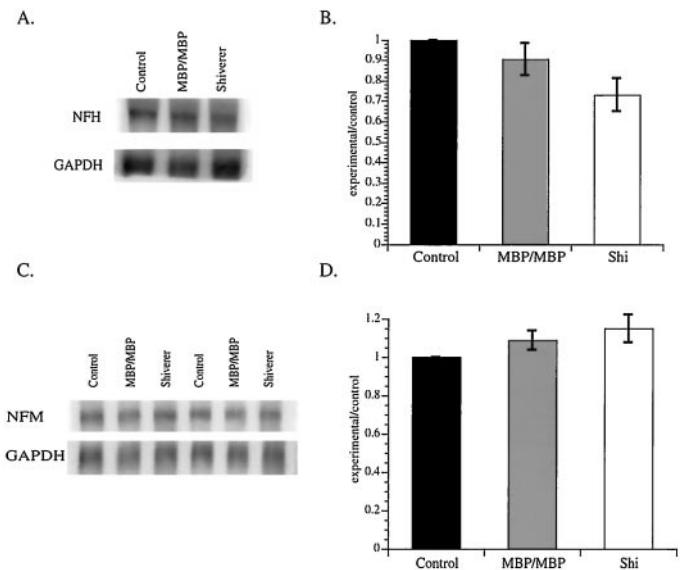 A.
Control
MBP/MBP
Shiverer
NFH
GAPDH
B.
1
0.9
0.8
0.7
0.6
0.5
0.4
0.3
0.2
0.1
0
experimental/control
Control MBP/MBP Shi
C.
Control
MBP/MBP
Shiverer
Control
MBP/MBP
Shiverer
NFM
GAPDH
D.
1.2
1
0.8
0.6
0.4
0.2
0
experimental/control
Control MBP/MBP Shi